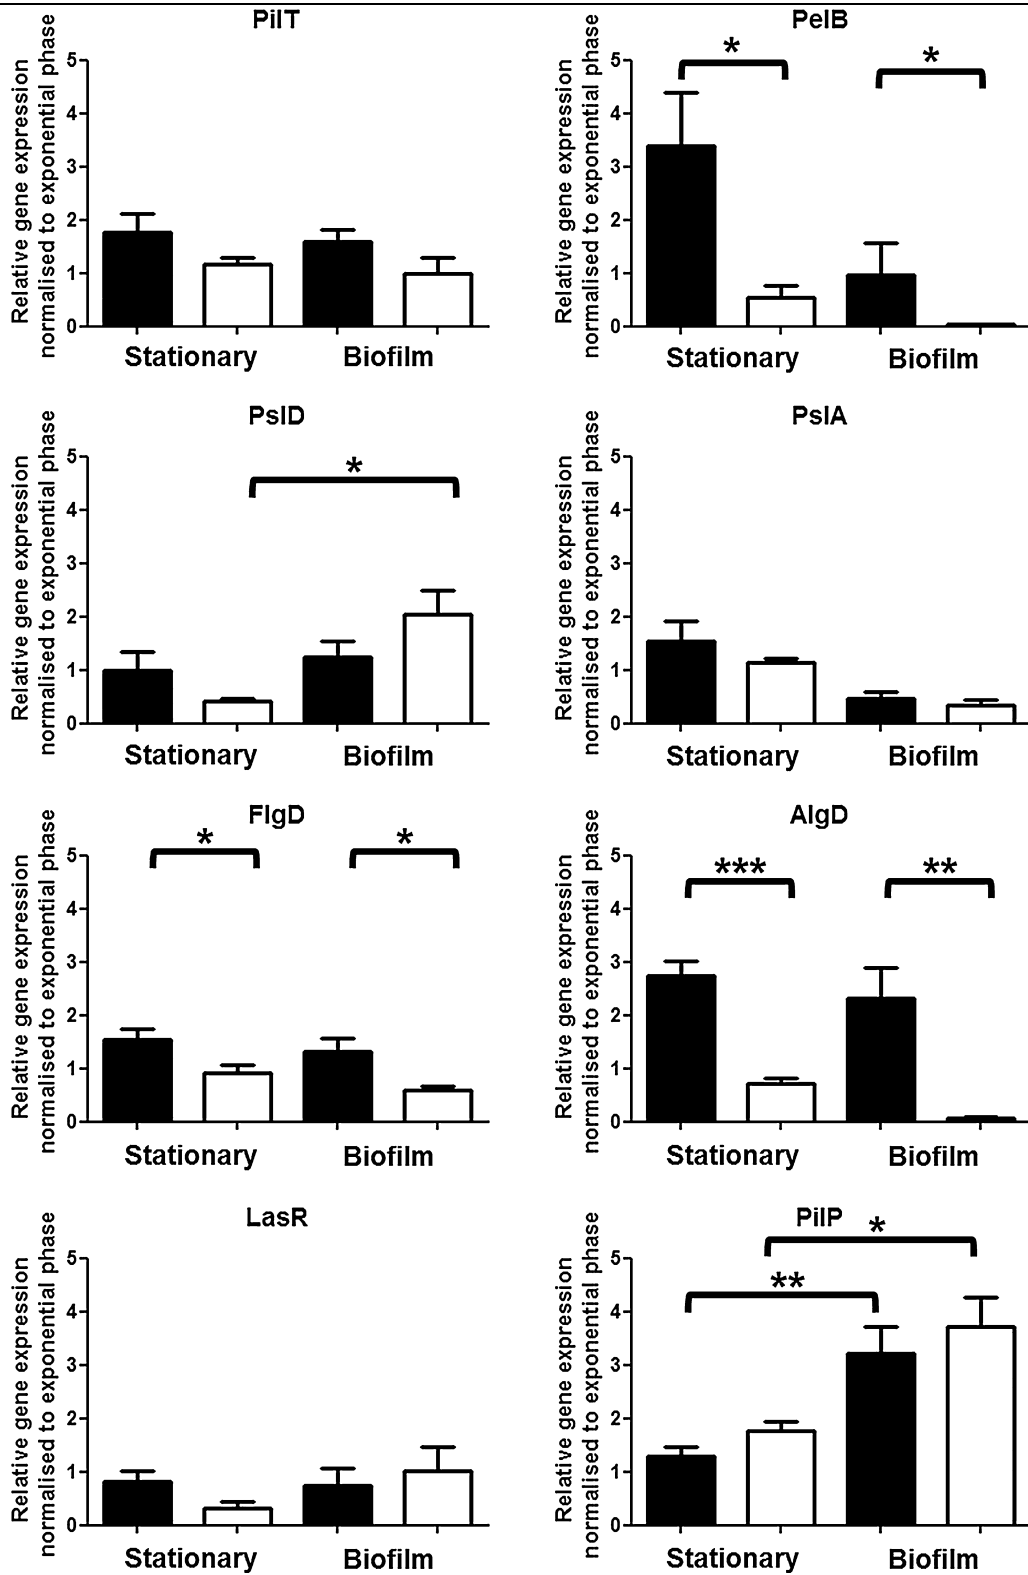 PilT
Relative gene expression
normalised to exponential phase
5
4
3
2
1
0
Stationary Biofilm
PelB
* *
Relative gene expression
normalised to exponential phase
5
4
3
2
1
0
Stationary Biofilm
PslD
*
Relative gene expression
normalised to exponential phase
5
4
3
2
1
0
Stationary Biofilm
PslA
Relative gene expression
normalised to exponential phase
5
4
3
2
1
0
Stationary Biofilm
FlgD
* *
Relative gene expression
normalised to exponential phase
5
4
3
2
1
0
Stationary Biofilm
AlgD
*** **
Relative gene expression
normalised to exponential phase
5
4
3
2
1
0
Stationary Biofilm
LasR
Relative gene expression
normalised to exponential phase
5
4
3
2
1
0
Stationary Biofilm
PilP
*
**
Relative gene expression
normalised to exponential phase
5
4
3
2
1
0
Stationary Biofilm